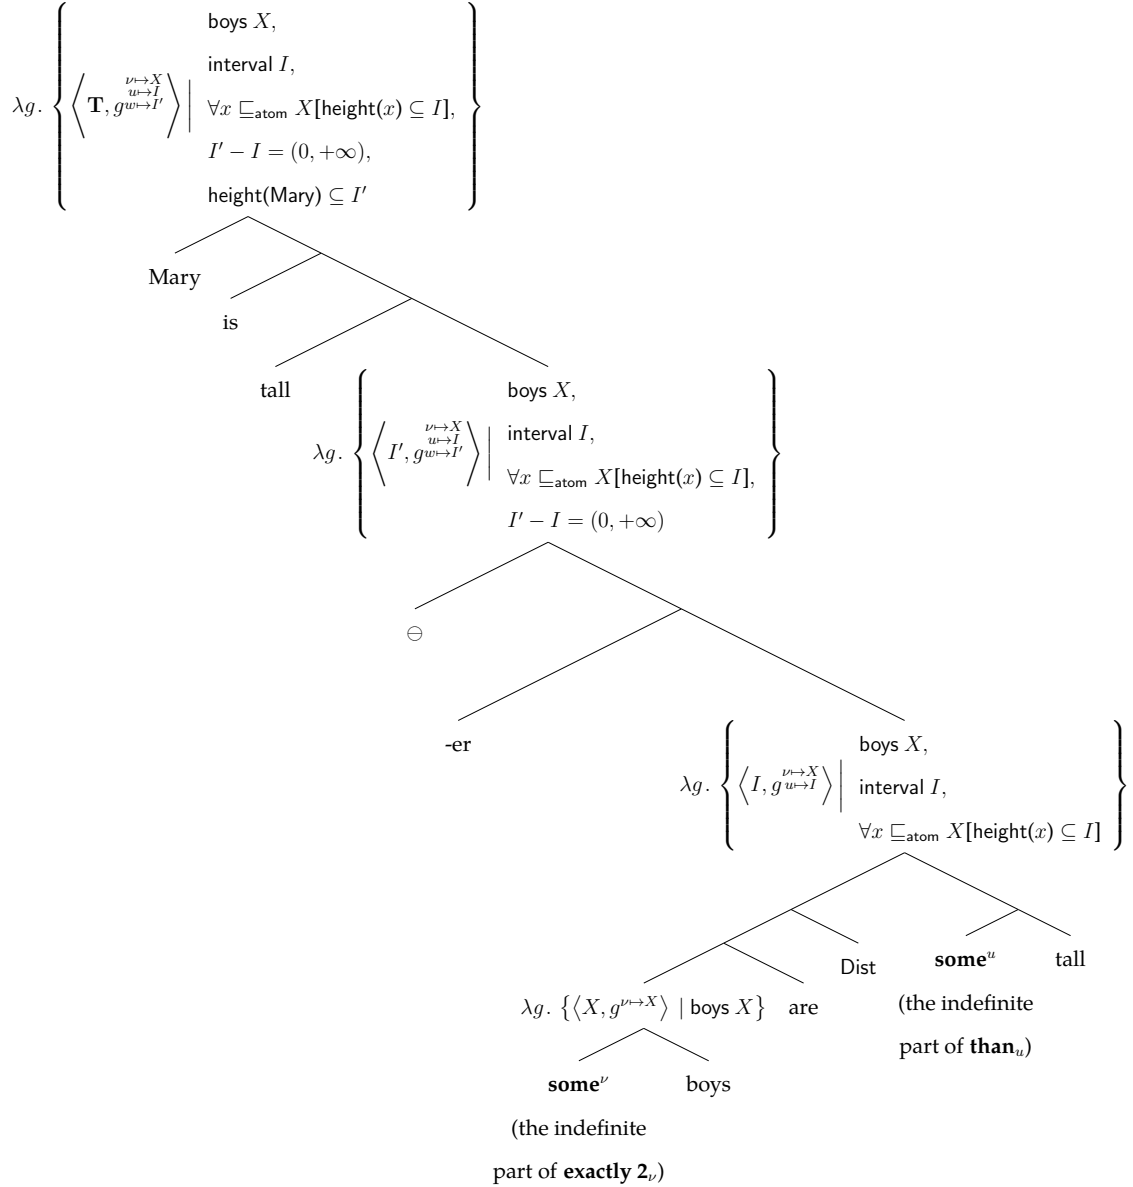 boys X,
interval I,
λg. { ⟨T, g^{ν↦X, u↦I, w↦I′}⟩ | ∀x ⊑_atom X[height(x) ⊆ I], }
I′ − I = (0, +∞),
height(Mary) ⊆ I′
Mary
is
tall
boys X,
interval I,
λg. { ⟨I′, g^{ν↦X, u↦I, w↦I′}⟩ | ∀x ⊑_atom X[height(x) ⊆ I], }
I′ − I = (0, +∞)
⊖
-er
boys X,
λg. { ⟨I, g^{ν↦X, u↦I}⟩ | interval I, }
∀x ⊑_atom X[height(x) ⊆ I]
Dist
some^u
tall
(the indefinite
part of than_u)
λg. {⟨X, g^{ν↦X}⟩ | boys X}
are
some^ν
boys
(the indefinite
part of exactly 2_ν)